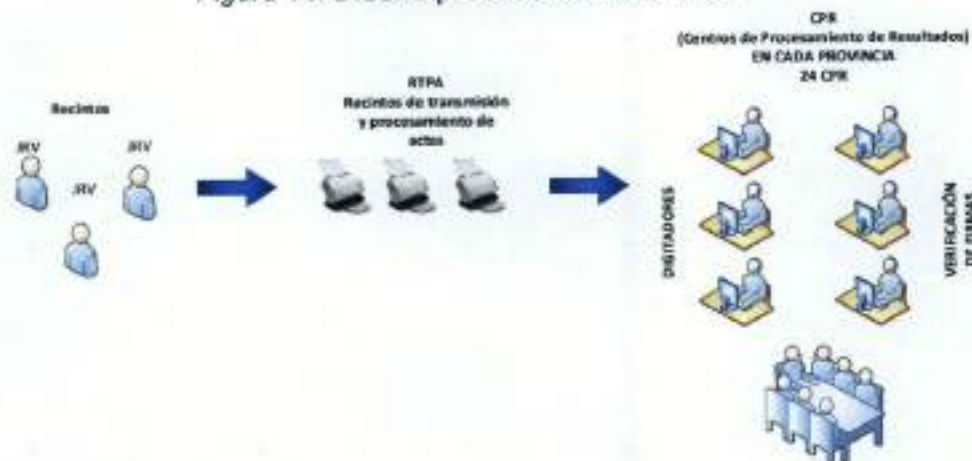 CPR
(Centros de Procesamiento de Resultados)
EN CADA PROVINCIA
24 CPR
RTPA
Recintos de transmisión
y procesamiento de
actas
Recintos
JRV
JRV
JRV
DIGITADORES
VERIFICACIÓN
DE FIRMAS